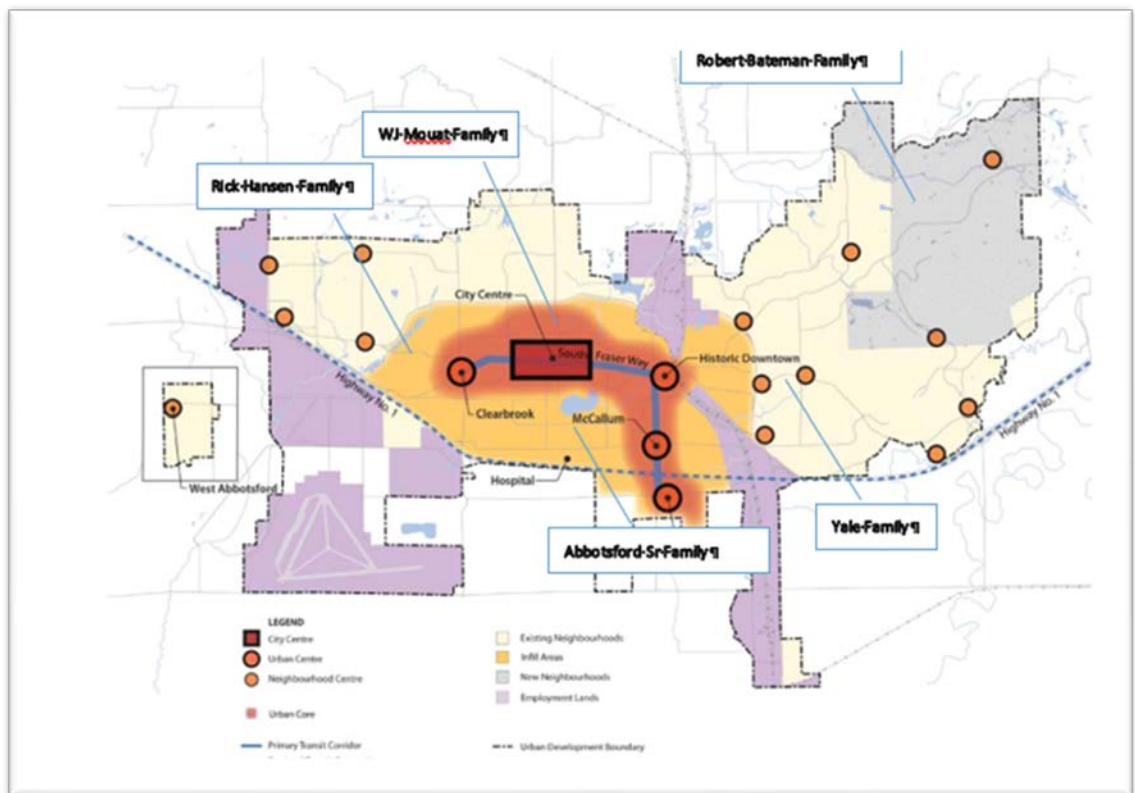 Robert·Bateman·Family¶
WJ·Mouat·Family¶
Rick·Hansen·Family¶
City Centre
South Fraser Way
Historic Downtown
Highway No. 1
Clearbrook
McCallum
Highway No. 1
Hospital
West Abbotsford
Yale·Family¶
Abbotsford·Sr·Family¶
LEGEND
City Centre
Urban Centre
Neighbourhood Centre
Urban Core
Primary Transit Corridor
Existing Neighbourhoods
Infill Areas
New Neighbourhoods
Employment Lands
Urban Development Boundary